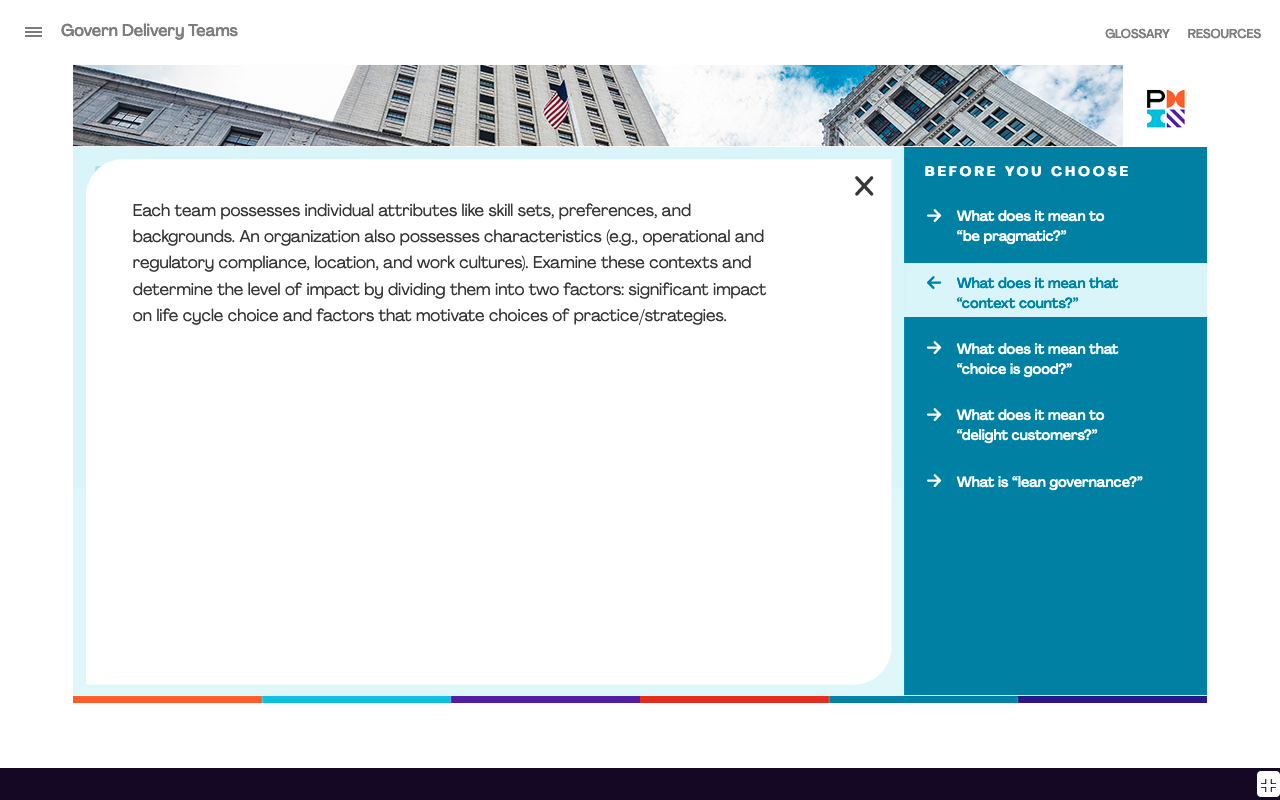 Govern Delivery Teams
GLOSSARY
RESOURCES
Each team possesses individual attributes like skill sets, preferences, and
backgrounds. An organization also possesses characteristics (e.g., operational and
regulatory compliance, location, and work cultures). Examine these contexts and
determine the level of impact by dividing them into two factors: significant impact
on life cycle choice and factors that motivate choices of practice/strategies.
BEFORE YOU CHOOSE
What does it mean to
“be pragmatic?”
What does it mean that
“context counts?”
What does it mean that
“choice is good?”
What does it mean to
“delight customers?”
What is “lean governance?”